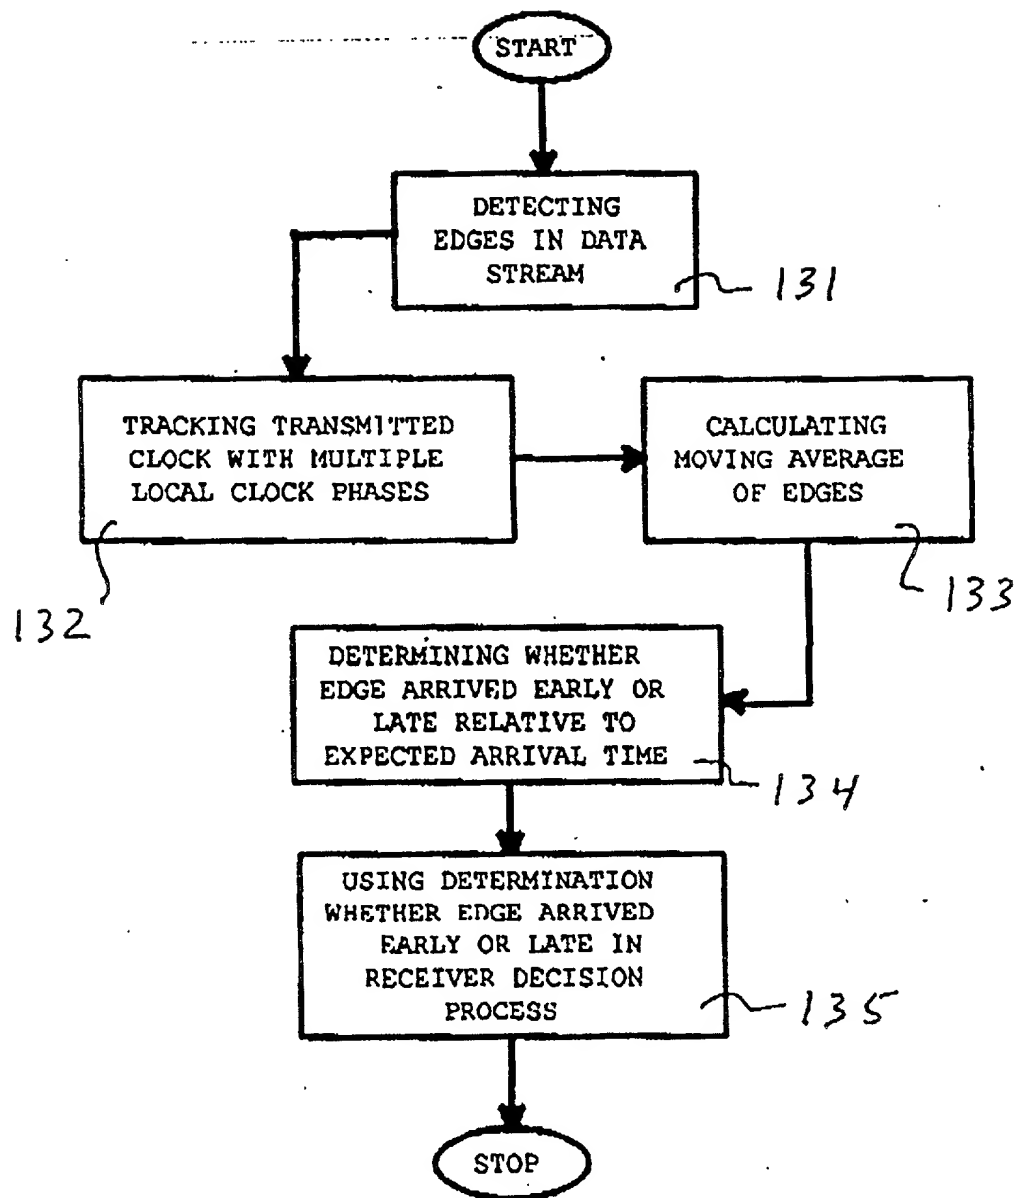 START
DETECTING
EDGES IN DATA
STREAM
131
TRACKING TRANSMITTED
CLOCK WITH MULTIPLE
LOCAL CLOCK PHASES
132
CALCULATING
MOVING AVERAGE
OF EDGES
133
DETERMINING WHETHER
EDGE ARRIVED EARLY OR
LATE RELATIVE TO
EXPECTED ARRIVAL TIME
134
USING DETERMINATION
WHETHER EDGE ARRIVED
EARLY OR LATE IN
RECEIVER DECISION
PROCESS
135
STOP